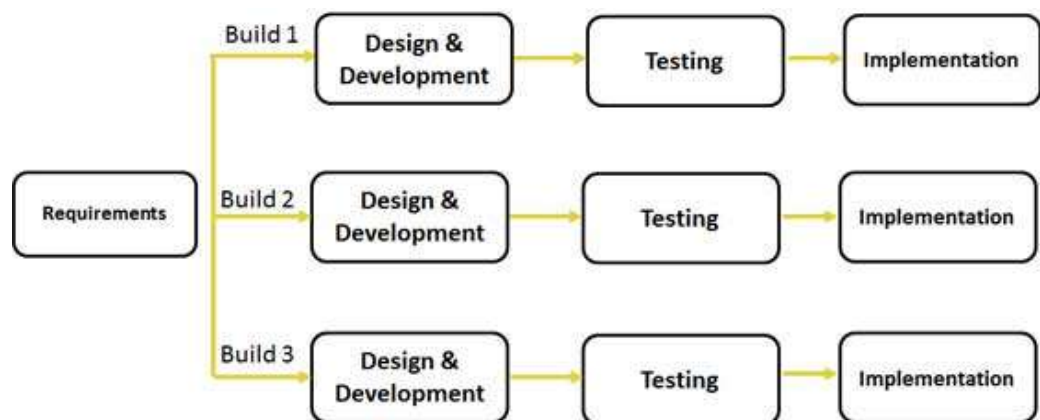 Build 1
Design &
Development
Testing
Implementation
Requirements
Build 2
Design &
Development
Testing
Implementation
Build 3
Design &
Development
Testing
Implementation